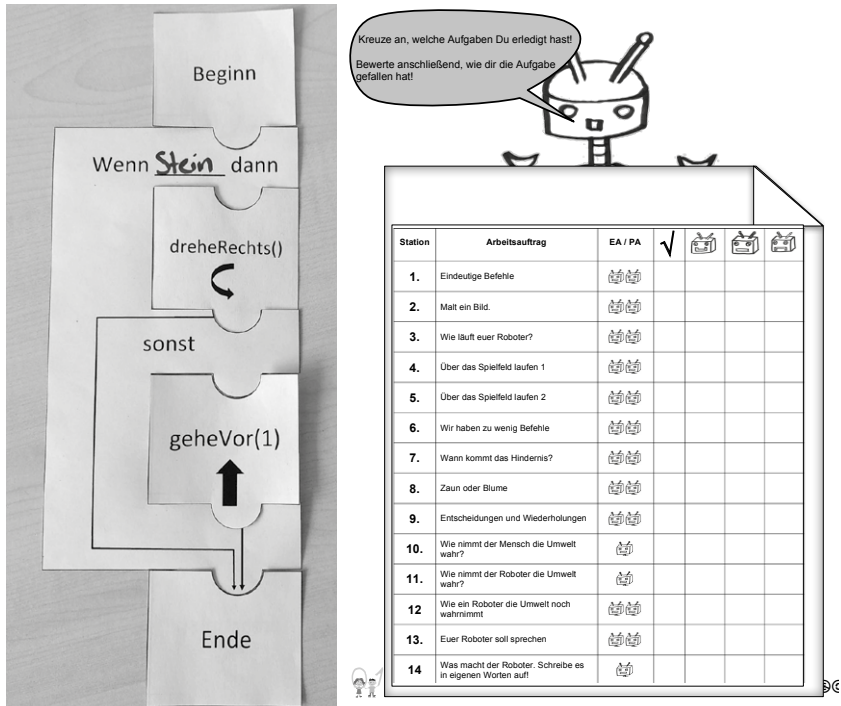 Beginn
Wenn Stein dann
dreheRechts()
sonst
geheVor(1)
Ende
Kreuze an, welche Aufgaben Du erledigt hast!
Bewerte anschließend, wie dir die Aufgabe
gefallen hat!
Station Arbeitsauftrag EA / PA √
1. Eindeutige Befehle
2. Malt ein Bild.
3. Wie läuft euer Roboter?
4. Über das Spielfeld laufen 1
5. Über das Spielfeld laufen 2
6. Wir haben zu wenig Befehle
7. Wann kommt das Hindernis?
8. Zaun oder Blume
9. Entscheidungen und Wiederholungen
10. Wie nimmt der Mensch die Umwelt
wahr?
11. Wie nimmt der Roboter die Umwelt
wahr?
12 Wie ein Roboter die Umwelt noch
wahrnimmt
13. Euer Roboter soll sprechen
14 Was macht der Roboter. Schreibe es
in eigenen Worten auf!